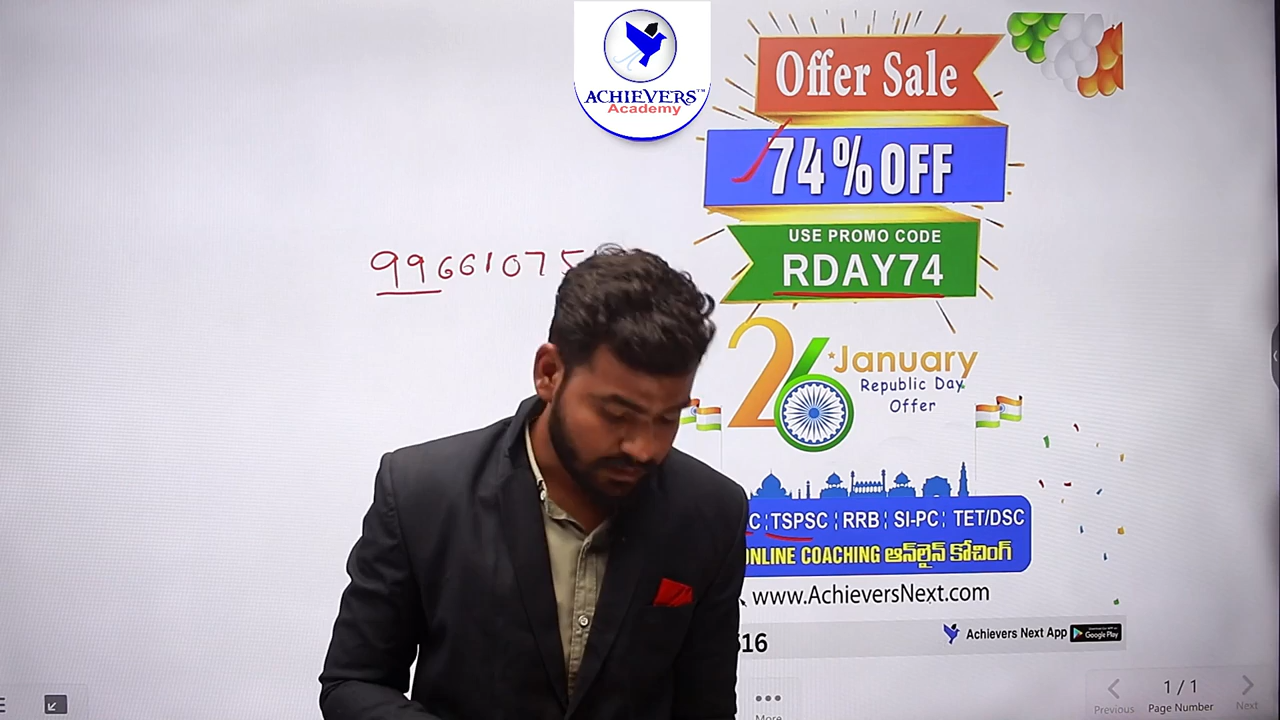 ACHIEVERS™
Academy
Offer Sale
74% OFF
USE PROMO CODE
RDAY74
99661075
26 January
Republic Day
Offer
TSPSC ¦ RRB ¦ SI-PC ¦ TET/DSC
ONLINE COACHING ఆన్‌లైన్ కోచింగ్
www.AchieversNext.com
516
Achievers Next App
Google Play
1 / 1
Previous Page Number Next
More